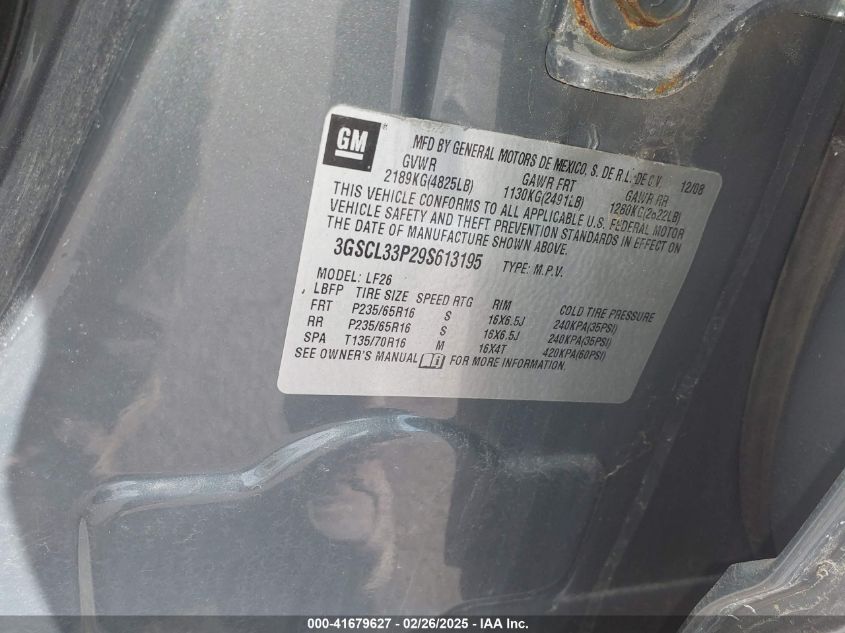 GM
MFD BY GENERAL MOTORS DE MEXICO, S. DE R.L. DE C.V. 12/08
GVWR GAWR FRT GAWR RR
2189KG(4825LB) 1130KG(2491LB) 1280KG(2822LB)
THIS VEHICLE CONFORMS TO ALL APPLICABLE U.S. FEDERAL MOTOR
VEHICLE SAFETY AND THEFT PREVENTION STANDARDS IN EFFECT ON
THE DATE OF MANUFACTURE SHOWN ABOVE.
3GSCL33P29S613195 TYPE: M.P.V.
MODEL: LF26
LBFP TIRE SIZE SPEED RTG RIM COLD TIRE PRESSURE
FRT P235/65R16 S 16X6.5J 240KPA(35PSI)
RR P235/65R16 S 16X6.5J 240KPA(35PSI)
SPA T135/70R16 M 16X4T 420KPA(60PSI)
SEE OWNER'S MANUAL FOR MORE INFORMATION.
000-41679627 - 02/26/2025 - IAA Inc.